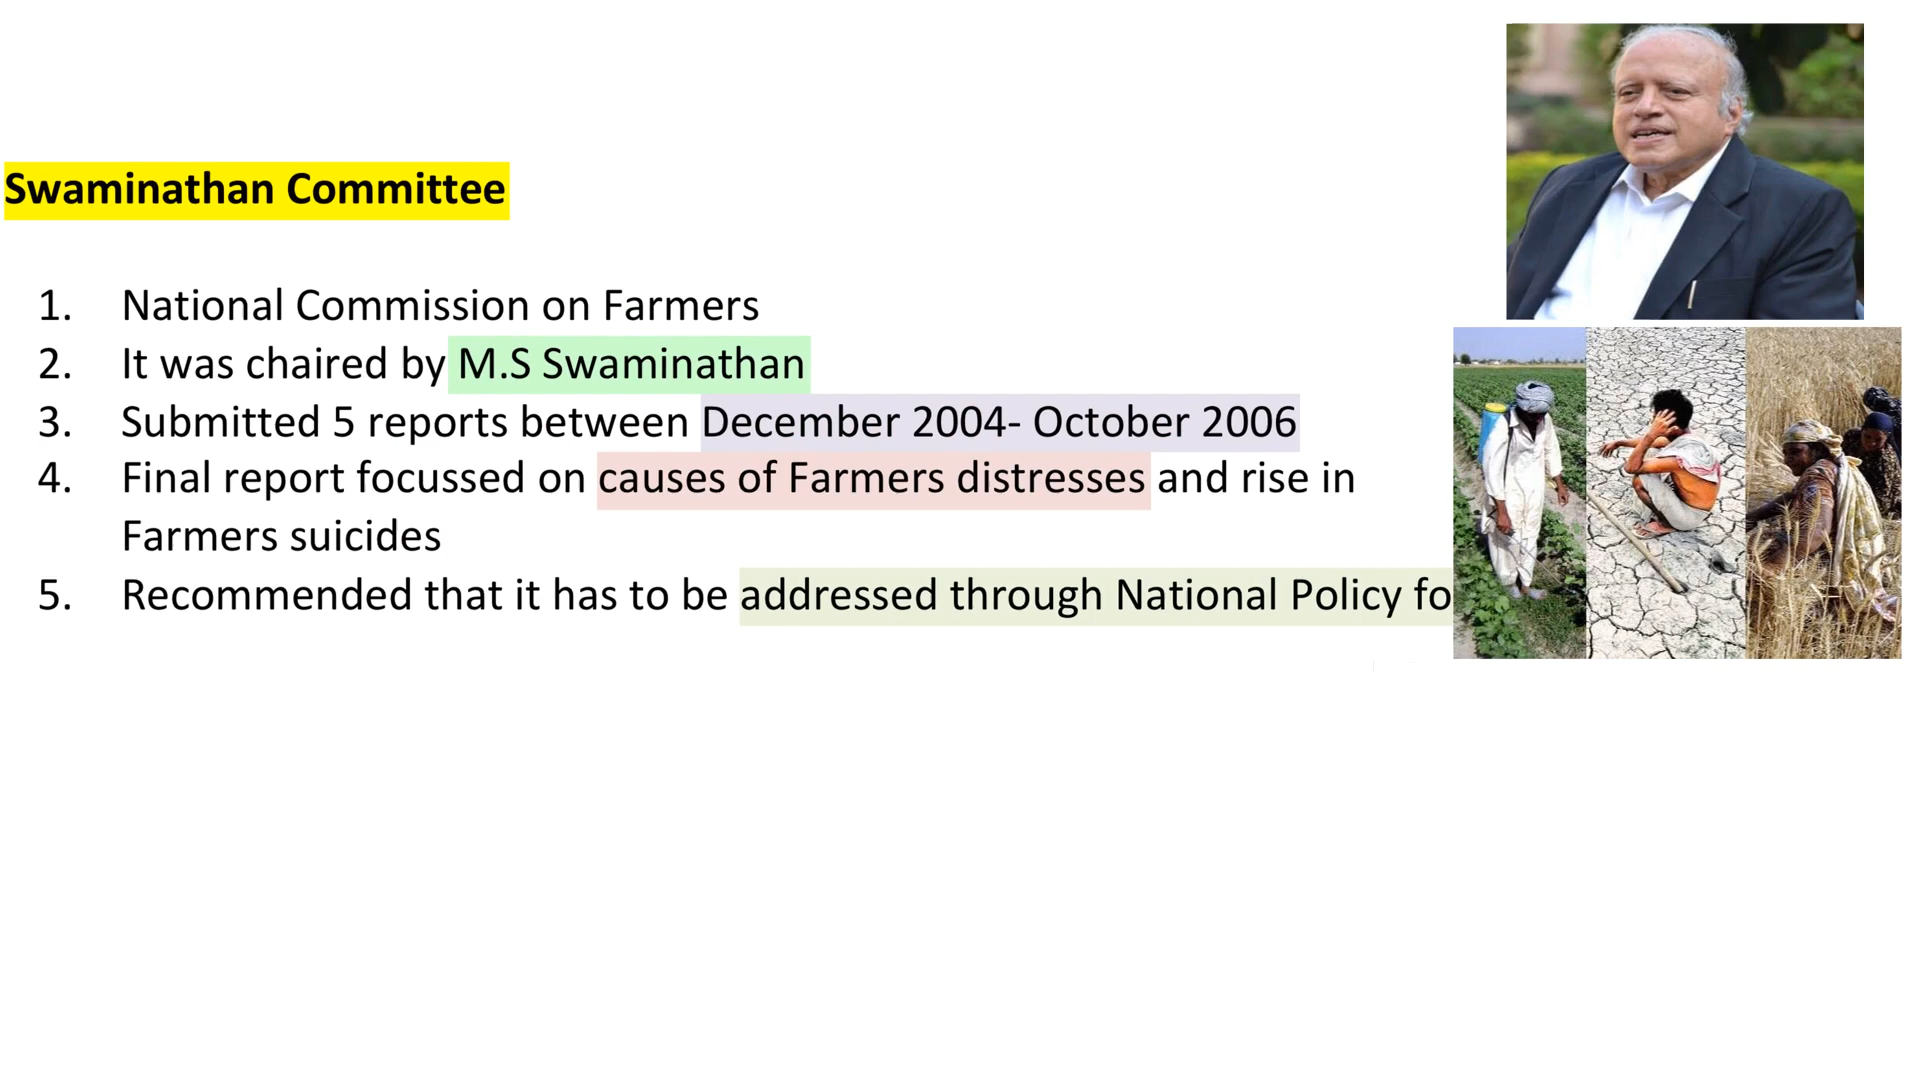 Swaminathan Committee
1. National Commission on Farmers
2. It was chaired by M.S Swaminathan
3. Submitted 5 reports between December 2004- October 2006
4. Final report focussed on causes of Farmers distresses and rise in
Farmers suicides
5. Recommended that it has to be addressed through National Policy fo